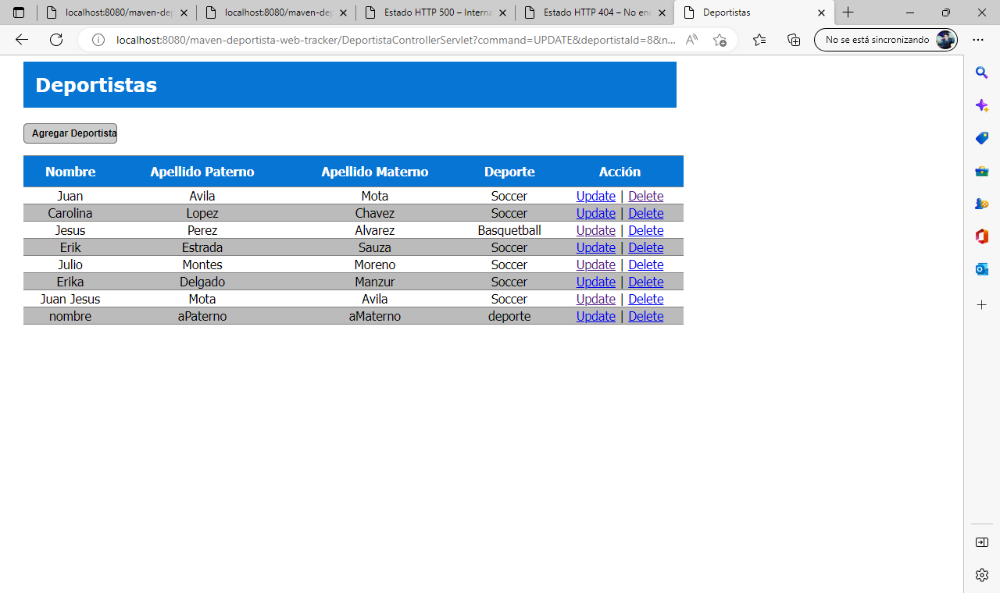 localhost:8080/maven-dep
localhost:8080/maven-dep
Estado HTTP 500 – Interna
Estado HTTP 404 – No enc
Deportistas
localhost:8080/maven-deportista-web-tracker/DeportistaControllerServlet?command=UPDATE&deportistaId=8&n...
No se está sincronizando
Deportistas
Agregar Deportista
Nombre Apellido Paterno Apellido Materno Deporte Acción
Juan Avila Mota Soccer Update | Delete
Carolina Lopez Chavez Soccer Update | Delete
Jesus Perez Alvarez Basquetball Update | Delete
Erik Estrada Sauza Soccer Update | Delete
Julio Montes Moreno Soccer Update | Delete
Erika Delgado Manzur Soccer Update | Delete
Juan Jesus Mota Avila Soccer Update | Delete
nombre aPaterno aMaterno deporte Update | Delete